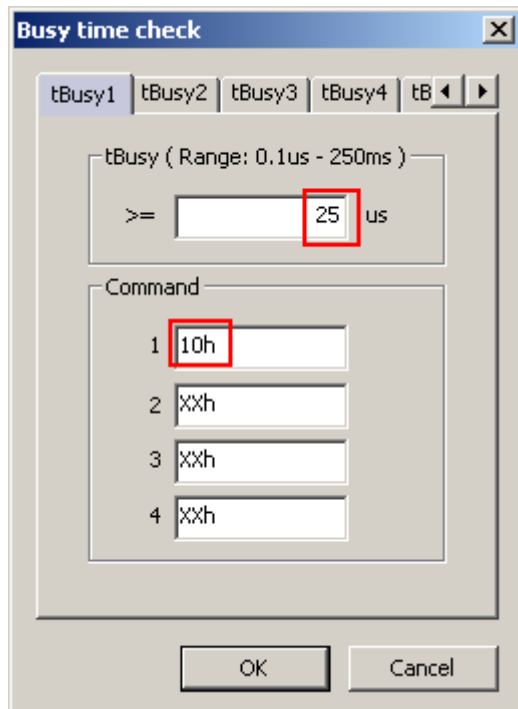 Busy time check
tBusy1 tBusy2 tBusy3 tBusy4 tB
tBusy ( Range: 0.1us - 250ms )
>= 25 us
Command
1 10h
2 XXh
3 XXh
4 XXh
OK Cancel